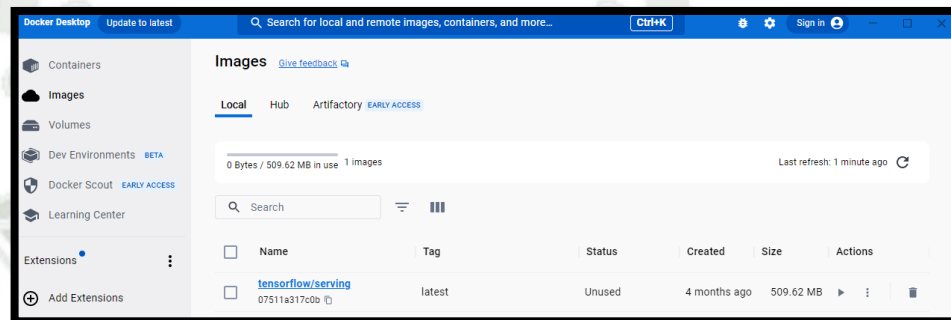 Docker Desktop Update to latest Search for local and remote images, containers, and more... Ctrl+K Sign in
Containers
Images
Volumes
Dev Environments BETA
Docker Scout EARLY ACCESS
Learning Center
Extensions
Add Extensions
Images Give feedback
Local Hub Artifactory EARLY ACCESS
0 Bytes / 509.62 MB in use 1 images Last refresh: 1 minute ago
Search
Name Tag Status Created Size Actions
tensorflow/serving latest Unused 4 months ago 509.62 MB
07511a317c0b